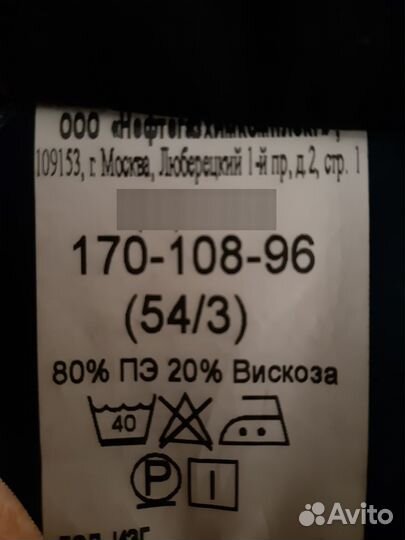 ООО «Нефтегазхимкомплект»,
109153, г. Москва, Люберецкий 1-й пр, д. 2, стр. 1
170-108-96
(54/3)
80% ПЭ 20% Вискоза
40
P
I
Avito